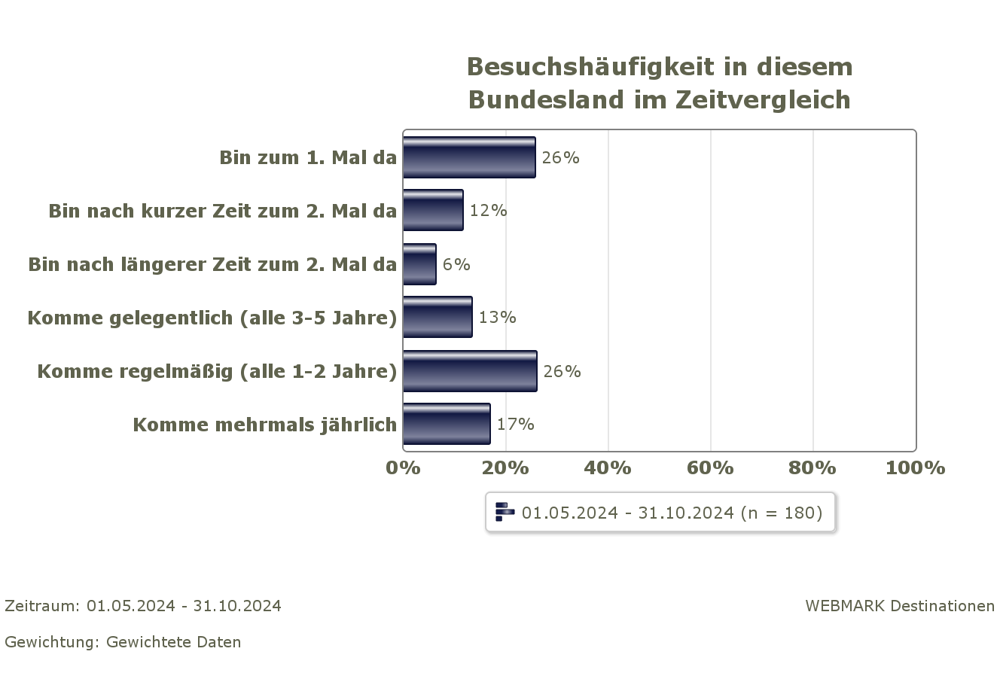 Besuchshäufigkeit in diesem
Bundesland im Zeitvergleich
Bin zum 1. Mal da 26%
Bin nach kurzer Zeit zum 2. Mal da 12%
Bin nach längerer Zeit zum 2. Mal da 6%
Komme gelegentlich (alle 3-5 Jahre) 13%
Komme regelmäßig (alle 1-2 Jahre) 26%
Komme mehrmals jährlich 17%
0% 20% 40% 60% 80% 100%
01.05.2024 - 31.10.2024 (n = 180)
Zeitraum: 01.05.2024 - 31.10.2024 WEBMARK Destinationen
Gewichtung: Gewichtete Daten